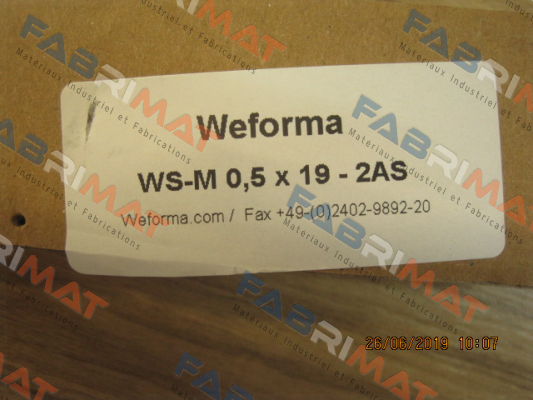 Weforma
WS-M 0,5 x 19 - 2AS
Weforma.com / Fax +49-(0)2402-9892-20
26/06/2019 10:07
FABRIMAT
Matériaux Industriel et Fabrications